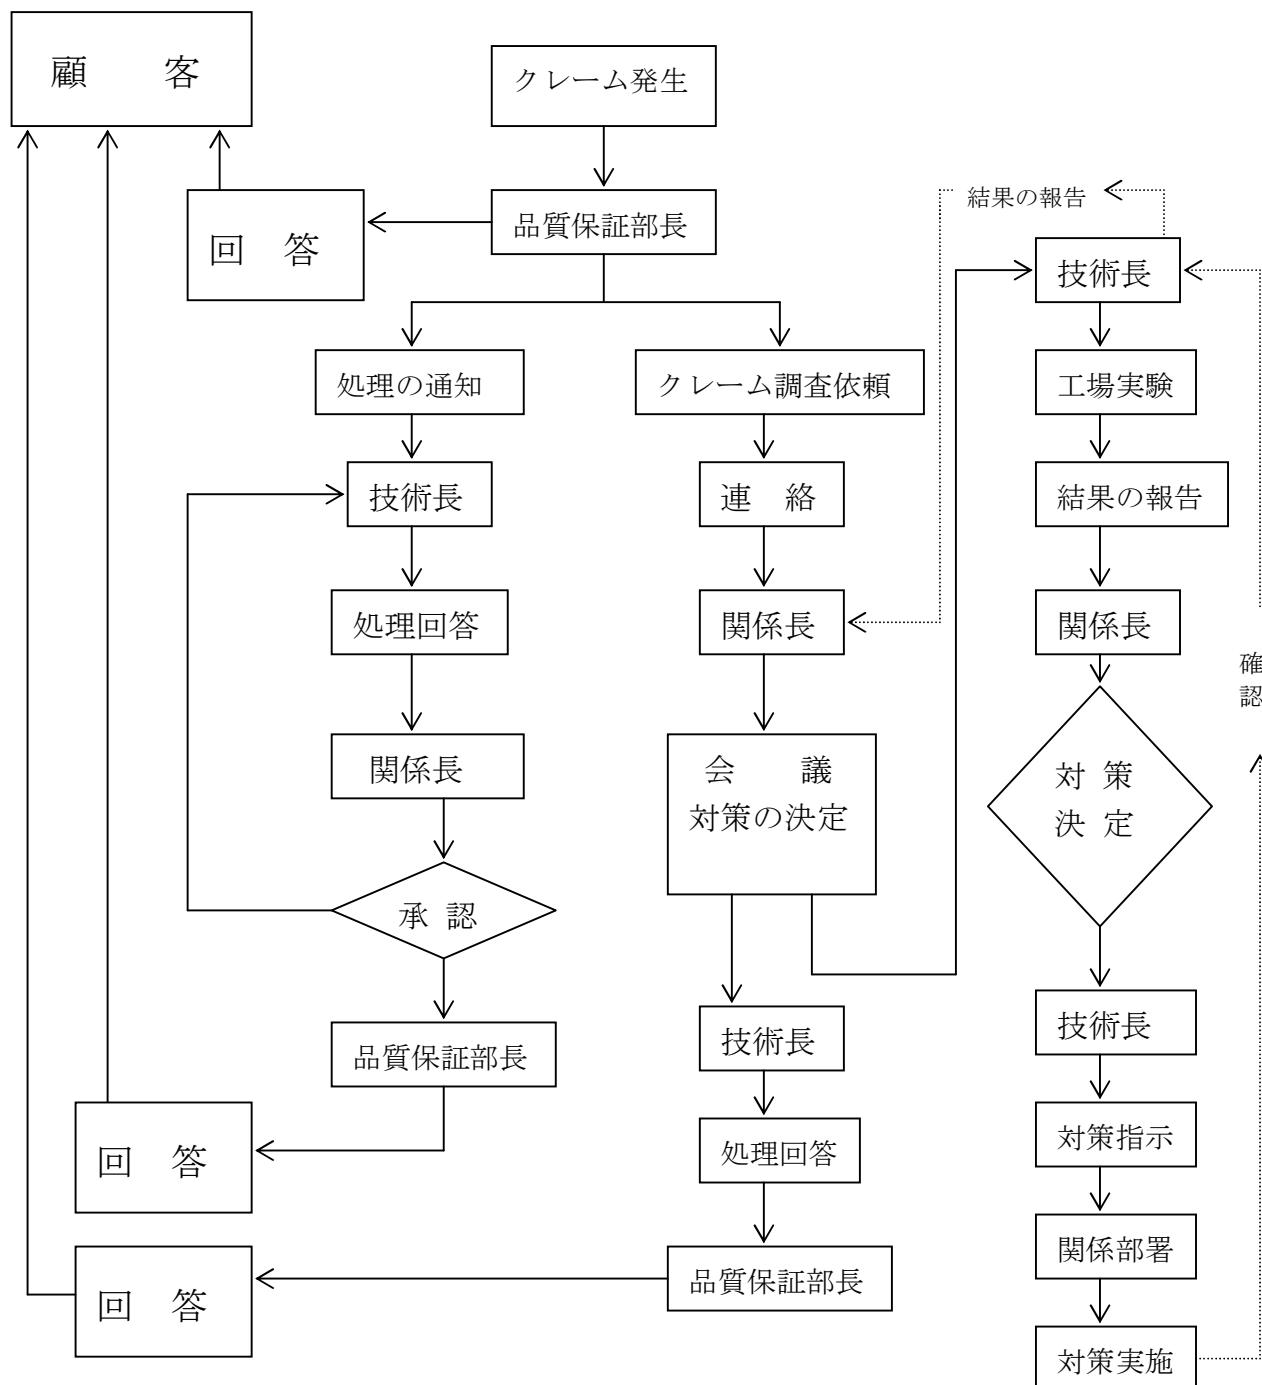 顧　客
クレーム発生
回　答
品質保証部長
処理の通知
技術長
処理回答
関係長
承 認
品質保証部長
回　答
クレーム調査依頼
連　絡
関係長
会　議
対策の決定
技術長
処理回答
品質保証部長
回　答
結果の報告
技術長
工場実験
結果の報告
関係長
対 策
決 定
技術長
対策指示
関係部署
対策実施
確
認